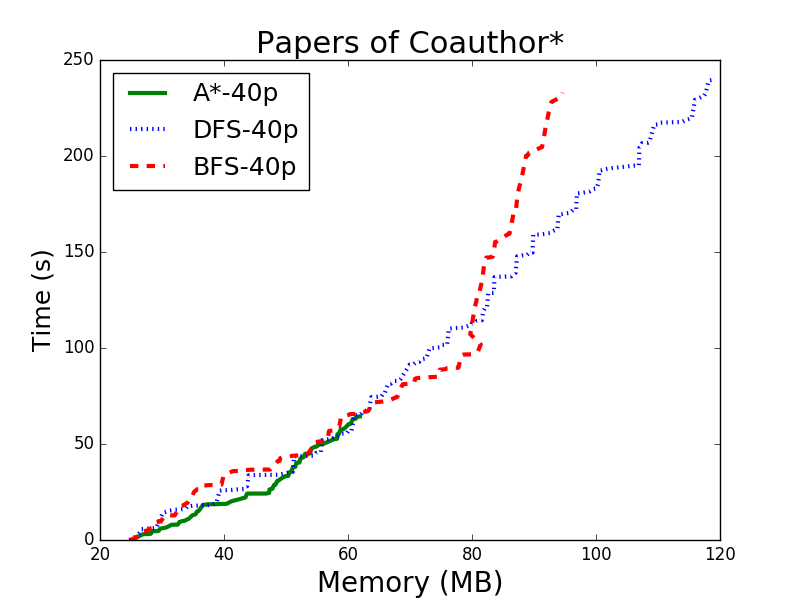 Papers of Coauthor*
250
200
150
100
50
0
Time (s)
A*-40p
DFS-40p
BFS-40p
20 40 60 80 100 120
Memory (MB)